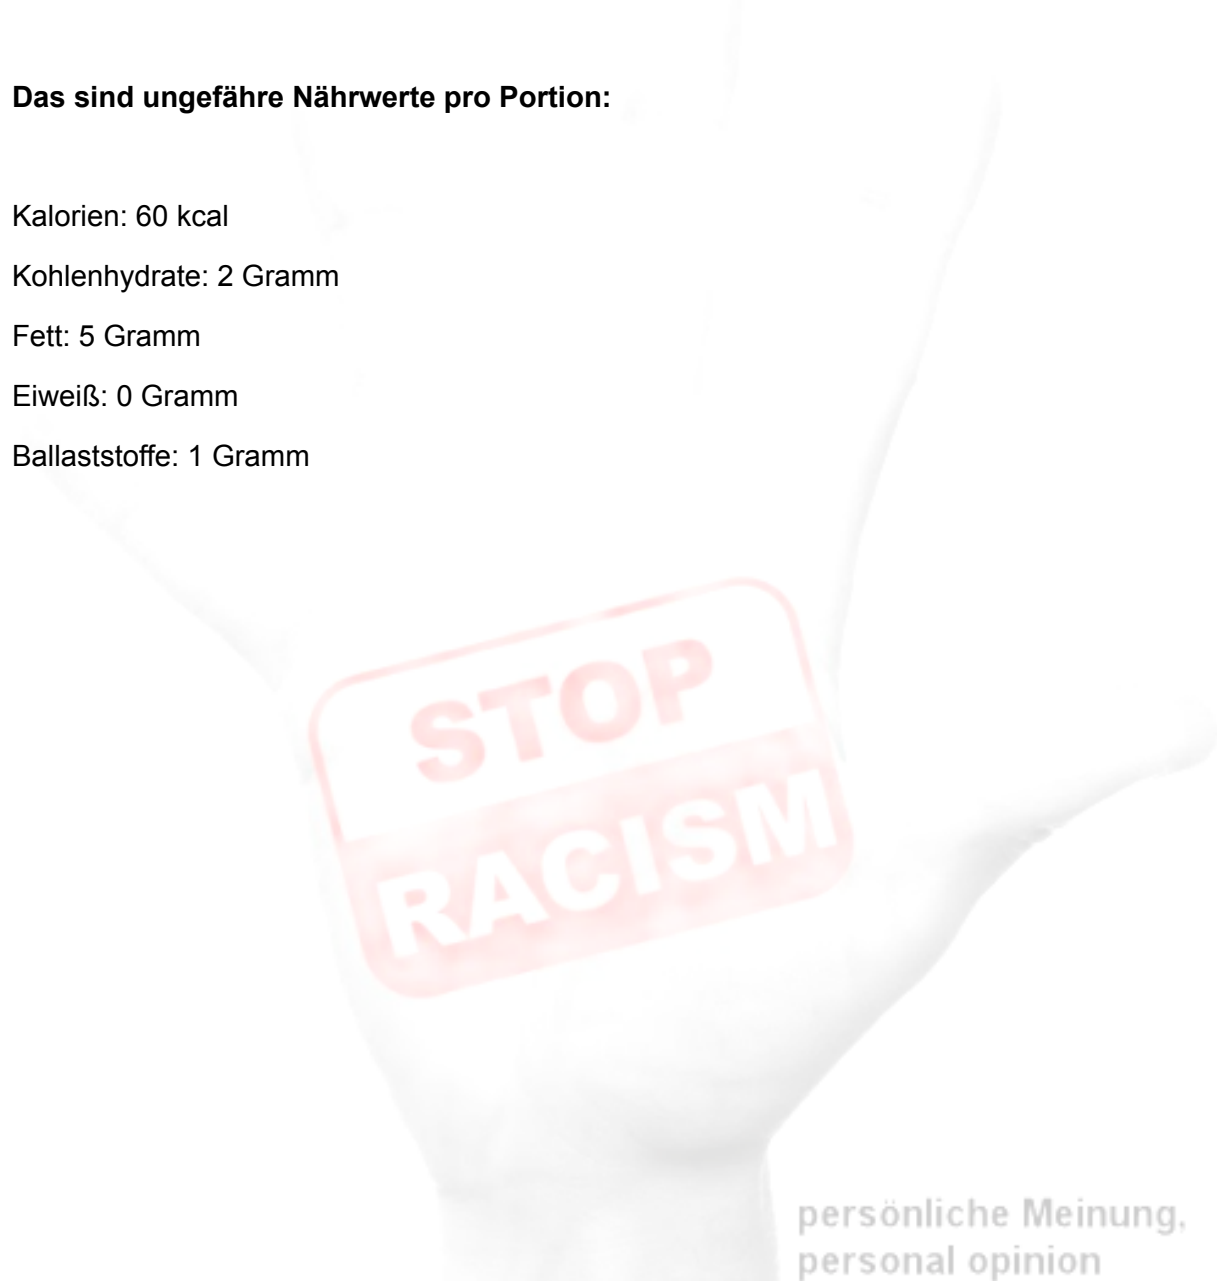 Das sind ungefähre Nährwerte pro Portion:
Kalorien: 60 kcal
Kohlenhydrate: 2 Gramm
Fett: 5 Gramm
Eiweiß: 0 Gramm
Ballaststoffe: 1 Gramm
STOP
RACISM
persönliche Meinung,
personal opinion